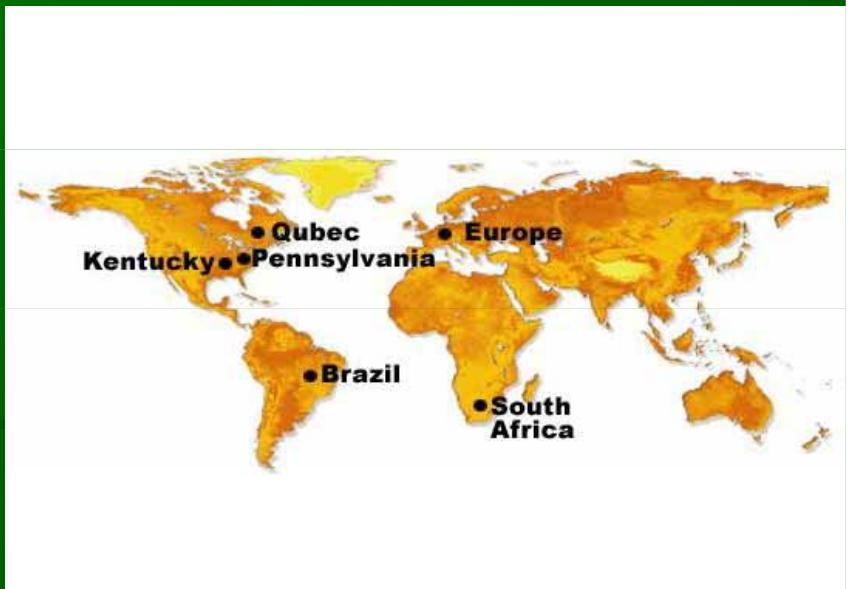 Qubec
Europe
Kentucky
Pennsylvania
Brazil
South
Africa